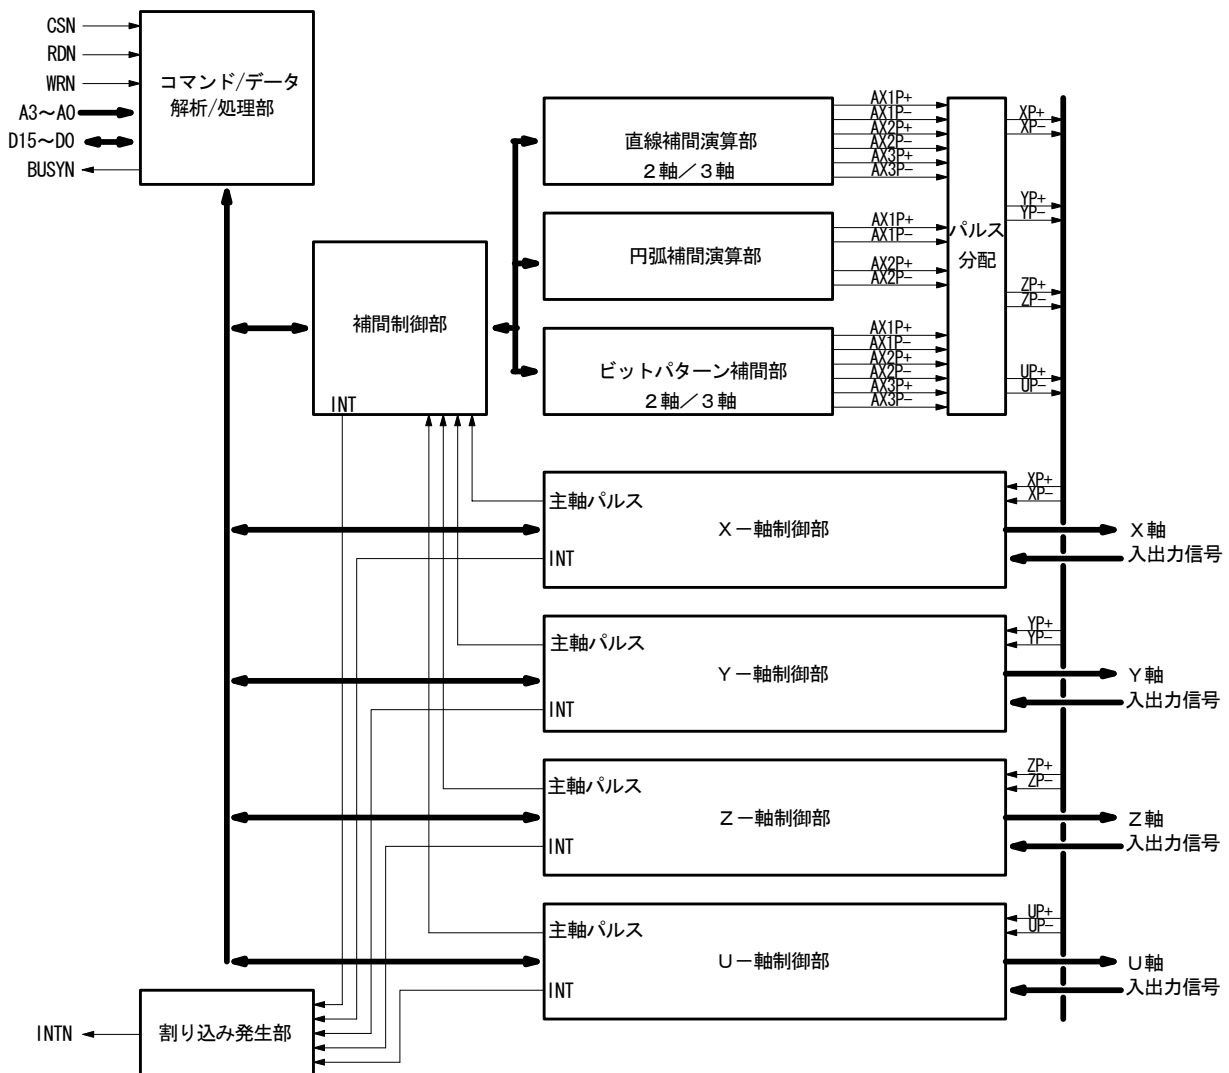 CSN
RDN
WRN
A3～A0
D15～D0
BUSYN
コマンド/データ
解析/処理部
直線補間演算部
２軸／３軸
AX1P+
AX1P-
AX2P+
AX2P-
AX3P+
AX3P-
円弧補間演算部
AX1P+
AX1P-
AX2P+
AX2P-
ビットパターン補間部
２軸／３軸
AX1P+
AX1P-
AX2P+
AX2P-
AX3P+
AX3P-
パルス
分配
XP+
XP-
YP+
YP-
ZP+
ZP-
UP+
UP-
補間制御部
INT
主軸パルス
X－軸制御部
INT
XP+
XP-
X軸
入出力信号
主軸パルス
Y－軸制御部
INT
YP+
YP-
Y軸
入出力信号
主軸パルス
Z－軸制御部
INT
ZP+
ZP-
Z軸
入出力信号
主軸パルス
U－軸制御部
INT
UP+
UP-
U軸
入出力信号
INTN
割り込み発生部